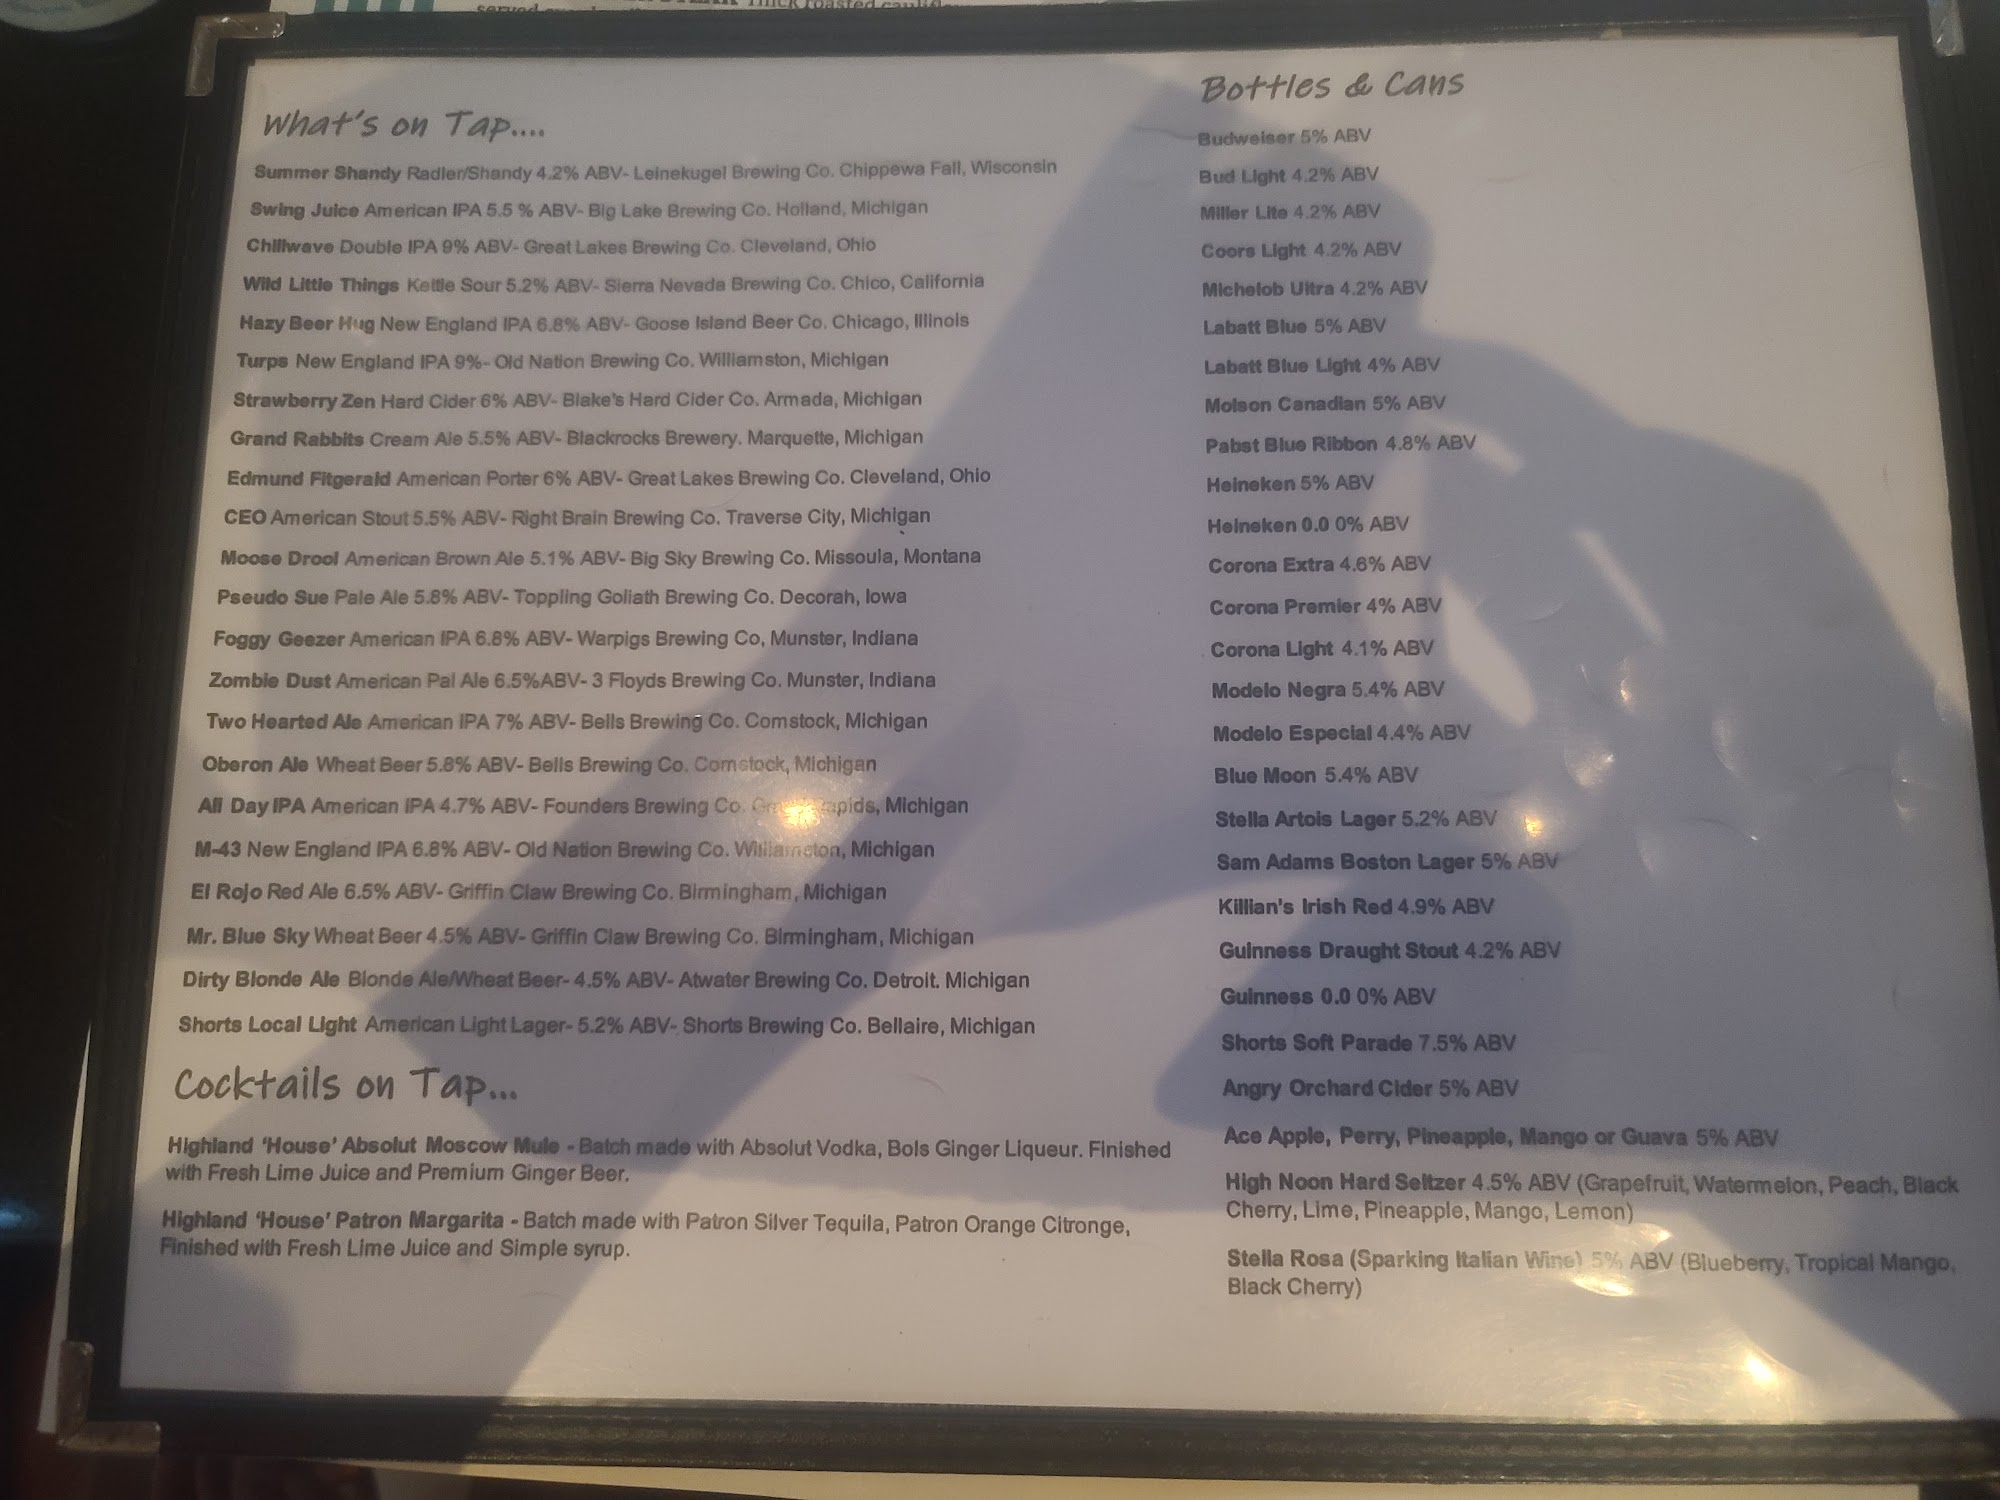 served
Thick roasted
What's on Tap....
Summer Shandy Radler/Shandy 4.2% ABV- Leinekugel Brewing Co. Chippewa Fall, Wisconsin
Swing Juice American IPA 5.5 % ABV- Big Lake Brewing Co. Holland, Michigan
Chillwave Double IPA 9% ABV- Great Lakes Brewing Co. Cleveland, Ohio
Wild Little Things Kettle Sour 5.2% ABV- Sierra Nevada Brewing Co. Chico, California
Hazy Beer Hug New England IPA 6.8% ABV- Goose Island Beer Co. Chicago, Illinois
Turps New England IPA 9%- Old Nation Brewing Co. Williamston, Michigan
Strawberry Zen Hard Cider 6% ABV- Blake's Hard Cider Co. Armada, Michigan
Grand Rabbits Cream Ale 5.5% ABV- Blackrocks Brewery. Marquette, Michigan
Edmund Fitgerald American Porter 6% ABV- Great Lakes Brewing Co. Cleveland, Ohio
CEO American Stout 5.5% ABV- Right Brain Brewing Co. Traverse City, Michigan
Moose Drool American Brown Ale 5.1% ABV- Big Sky Brewing Co. Missoula, Montana
Pseudo Sue Pale Ale 5.8% ABV- Toppling Goliath Brewing Co. Decorah, Iowa
Foggy Geezer American IPA 6.8% ABV- Warpigs Brewing Co, Munster, Indiana
Zombie Dust American Pal Ale 6.5%ABV- 3 Floyds Brewing Co. Munster, Indiana
Two Hearted Ale American IPA 7% ABV- Bells Brewing Co. Comstock, Michigan
Oberon Ale Wheat Beer 5.8% ABV- Bells Brewing Co. Comstock, Michigan
All Day IPA American IPA 4.7% ABV- Founders Brewing Co. Michigan
M-43 New England IPA 6.8% ABV- Old Nation Brewing Co. Williamston, Michigan
El Rojo Red Ale 6.5% ABV- Griffin Claw Brewing Co. Birmingham, Michigan
Mr. Blue Sky Wheat Beer 4.5% ABV- Griffin Claw Brewing Co. Birmingham, Michigan
Dirty Blonde Ale Blonde Ale/Wheat Beer- 4.5% ABV- Atwater Brewing Co. Detroit. Michigan
Shorts Local Light American Light Lager- 5.2% ABV- Shorts Brewing Co. Bellaire, Michigan
Cocktails on Tap...
Highland 'House' Absolut Moscow Mule - Batch made with Absolut Vodka, Bols Ginger Liqueur. Finished
with Fresh Lime Juice and Premium Ginger Beer.
Highland 'House' Patron Margarita - Batch made with Patron Silver Tequila, Patron Orange Citronge,
Finished with Fresh Lime Juice and Simple syrup.
Bottles & Cans
Budweiser 5% ABV
Bud Light 4.2% ABV
Miller Lite 4.2% ABV
Coors Light 4.2% ABV
Michelob Ultra 4.2% ABV
Labatt Blue 5% ABV
Labatt Blue Light 4% ABV
Molson Canadian 5% ABV
Pabst Blue Ribbon 4.8% ABV
Heineken 5% ABV
Heineken 0.0 0% ABV
Corona Extra 4.6% ABV
Corona Premier 4% ABV
Corona Light 4.1% ABV
Modelo Negra 5.4% ABV
Modelo Especial 4.4% ABV
Blue Moon 5.4% ABV
Stella Artois Lager 5.2% ABV
Sam Adams Boston Lager 5% ABV
Killian's Irish Red 4.9% ABV
Guinness Draught Stout 4.2% ABV
Guinness 0.0 0% ABV
Shorts Soft Parade 7.5% ABV
Angry Orchard Cider 5% ABV
Ace Apple, Perry, Pineapple, Mango or Guava 5% ABV
High Noon Hard Seltzer 4.5% ABV (Grapefruit, Watermelon, Peach, Black
Cherry, Lime, Pineapple, Mango, Lemon)
Stella Rosa (Sparking Italian Wine) 5% ABV (Blueberry, Tropical Mango,
Black Cherry)